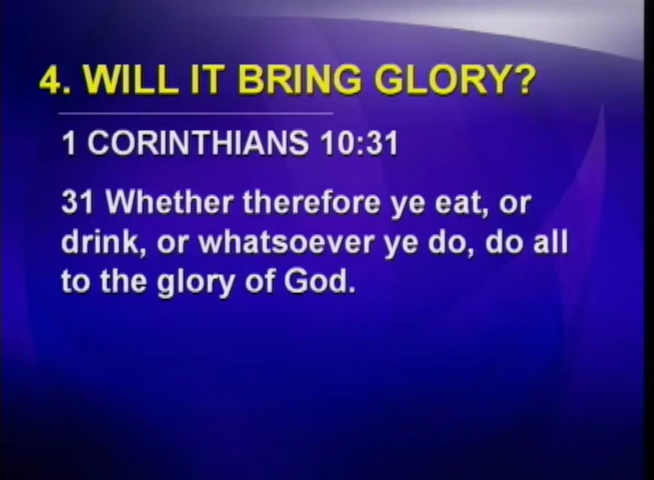 4. WILL IT BRING GLORY?
1 CORINTHIANS 10:31
31 Whether therefore ye eat, or
drink, or whatsoever ye do, do all
to the glory of God.